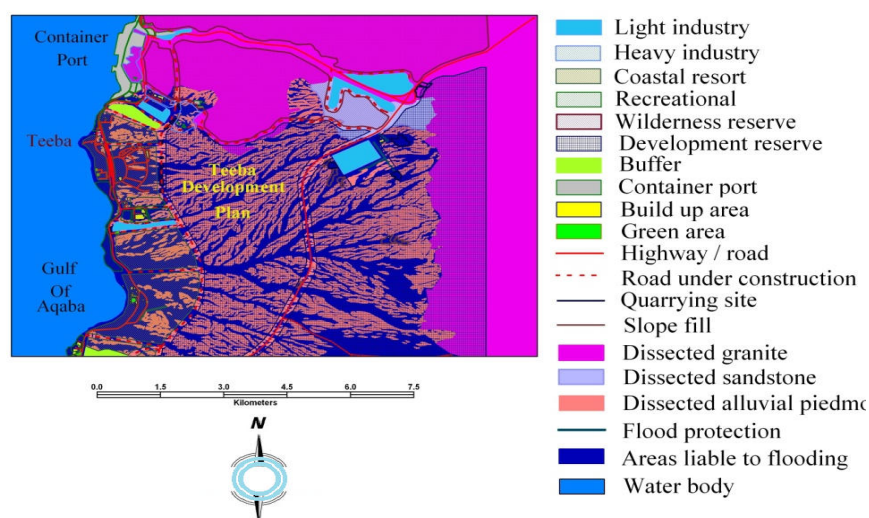 Container
Port
Teeba
Teeba
Development
Plan
Gulf
Of
Aqaba
0.0 1.5 3.0 4.5 6.0 7.5
Kilometers
N
Light industry
Heavy industry
Coastal resort
Recreational
Wilderness reserve
Development reserve
Buffer
Container port
Build up area
Green area
Highway / road
Road under construction
Quarrying site
Slope fill
Dissected granite
Dissected sandstone
Dissected alluvial piedmo
Flood protection
Areas liable to flooding
Water body